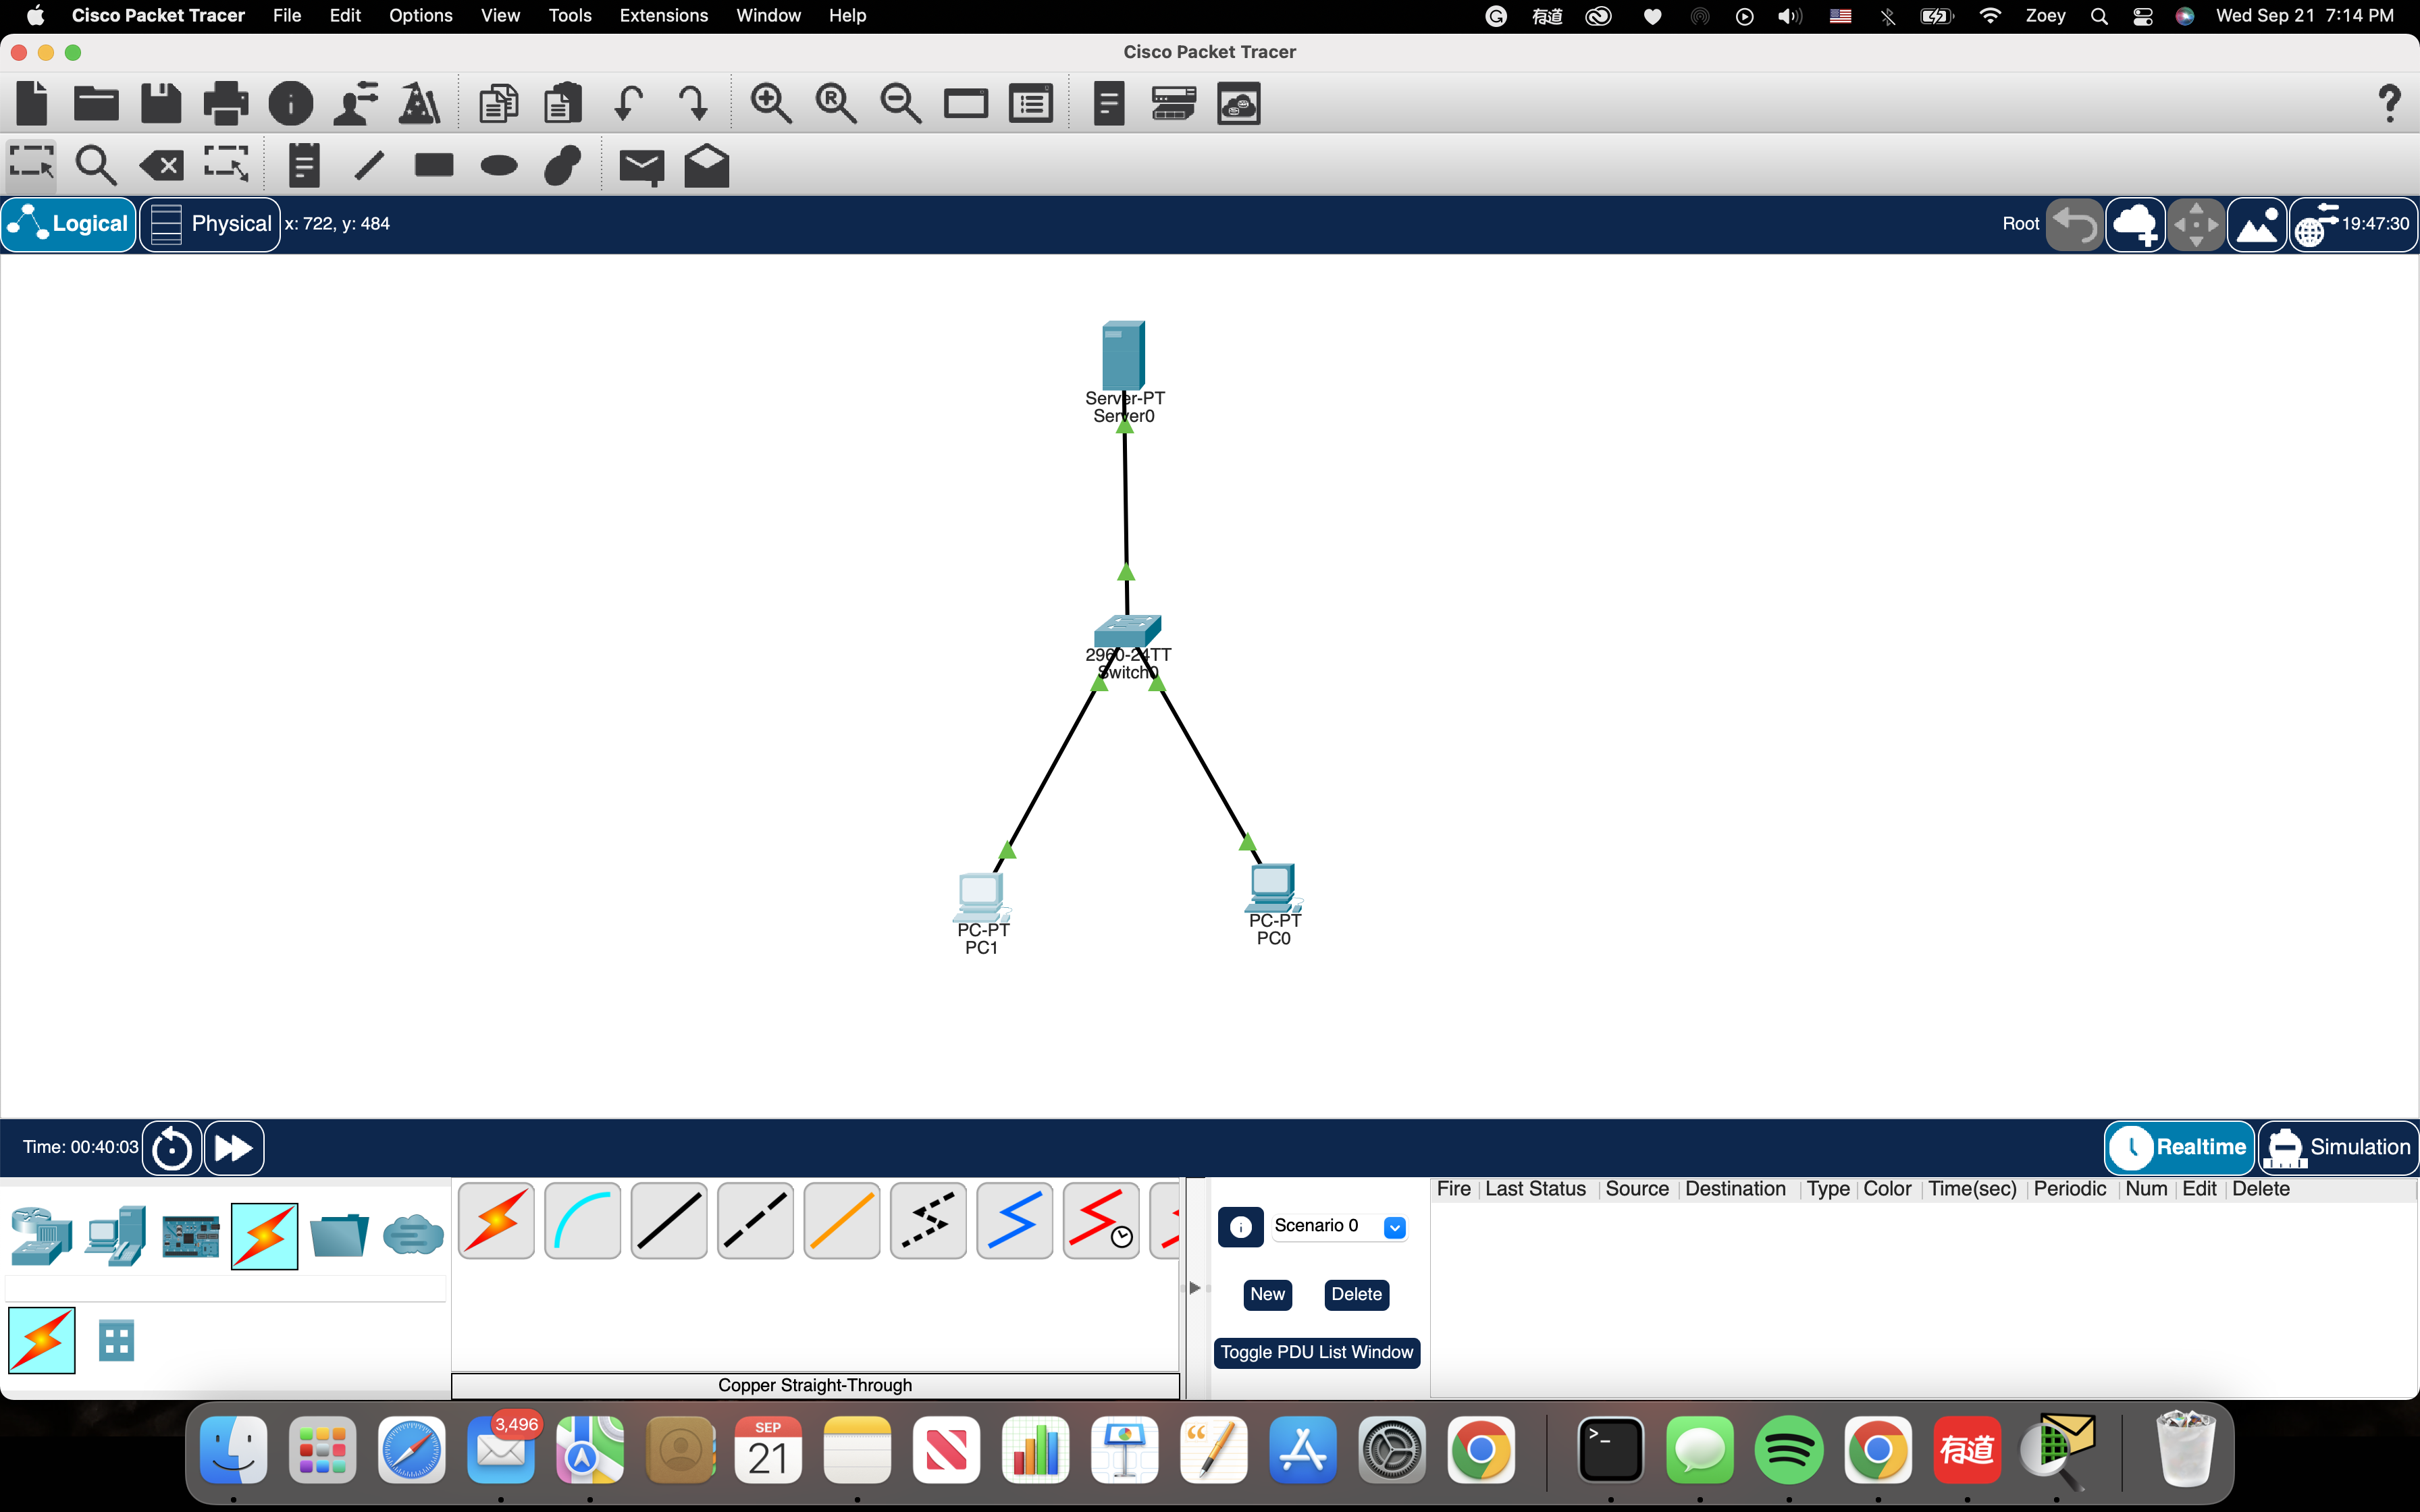 Cisco Packet Tracer File Edit Options View Tools Extensions Window Help 有道 Zoey Wed Sep 21 7:14 PM
Cisco Packet Tracer
Logical Physical x: 722, y: 484 Root 19:47:30
Server-PT
Server0
2960-24TT
Switch0
PC-PT
PC1
PC-PT
PC0
Time: 00:40:03 Realtime Simulation
Fire Last Status Source Destination Type Color Time(sec) Periodic Num Edit Delete
Scenario 0
New Delete
Toggle PDU List Window
Copper Straight-Through
3,496
SEP
21
有道